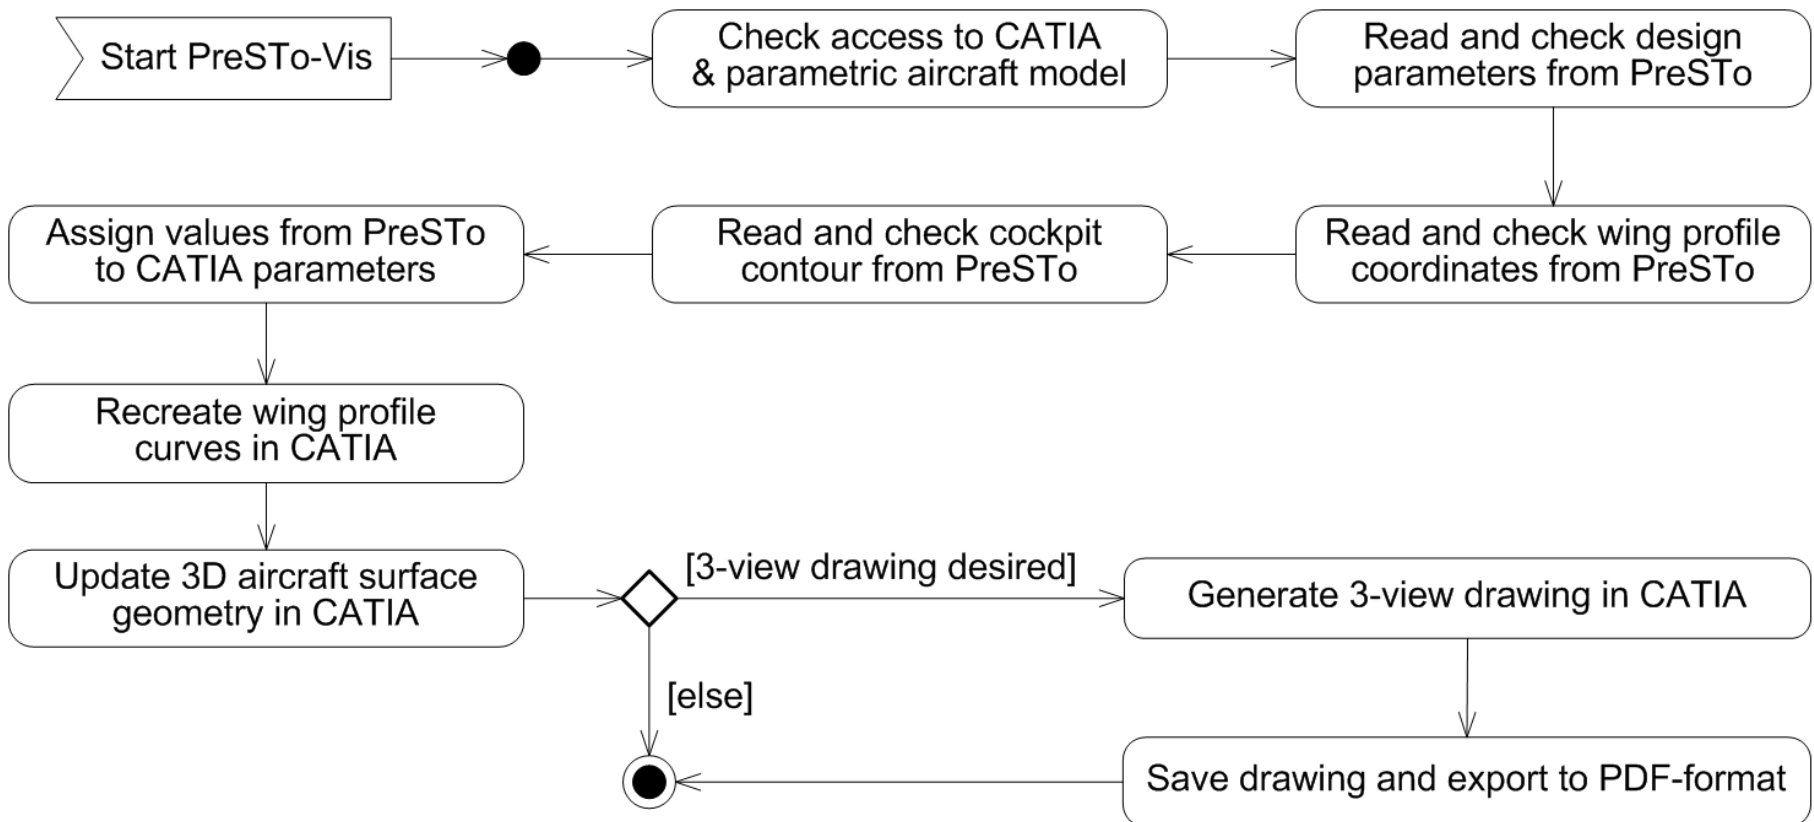 Start PreSTo-Vis
Check access to CATIA
& parametric aircraft model
Read and check design
parameters from PreSTo
Read and check wing profile
coordinates from PreSTo
Read and check cockpit
contour from PreSTo
Assign values from PreSTo
to CATIA parameters
Recreate wing profile
curves in CATIA
Update 3D aircraft surface
geometry in CATIA
[3-view drawing desired]
Generate 3-view drawing in CATIA
[else]
Save drawing and export to PDF-format